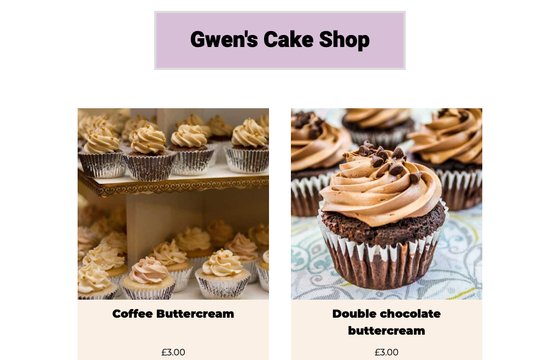 Gwen's Cake Shop
Coffee Buttercream
Double chocolate
buttercream
£3.00
£3.00